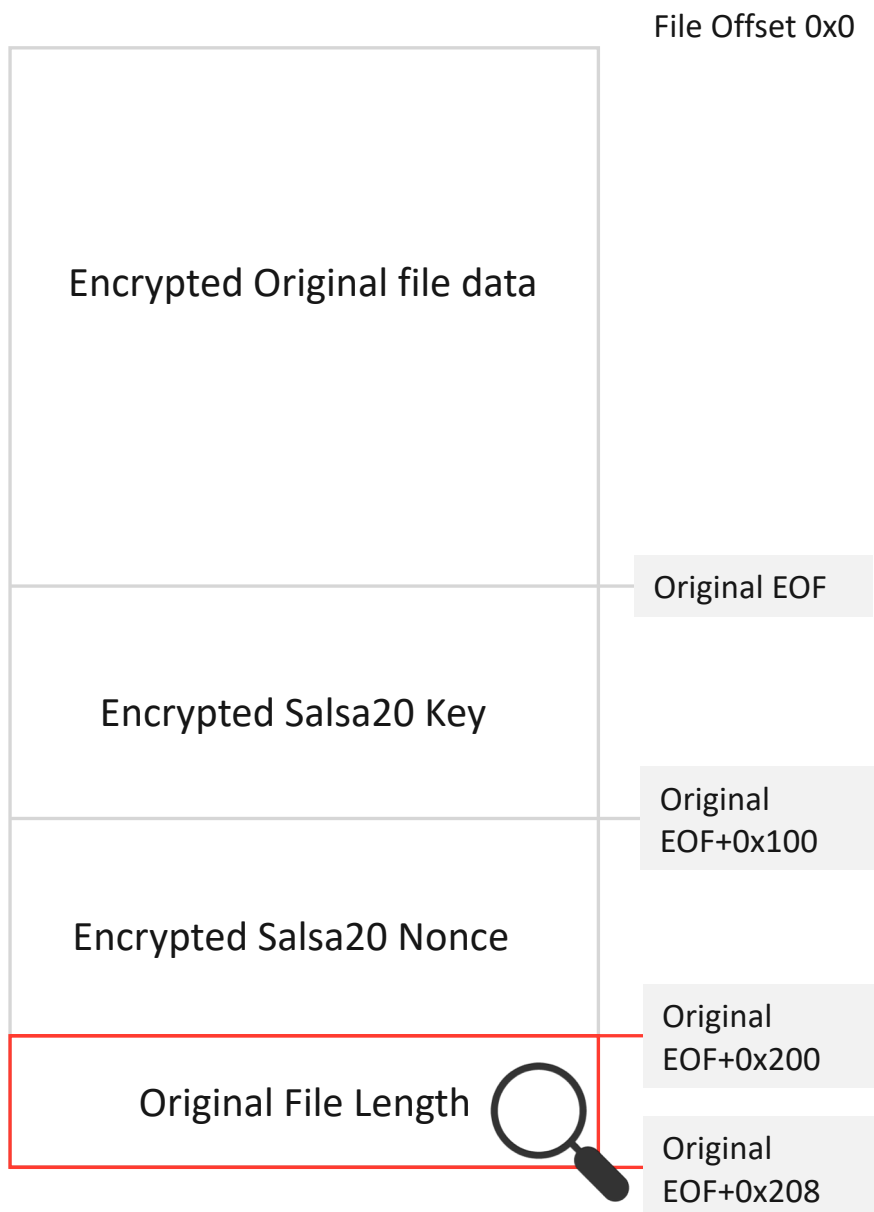 File Offset 0x0
Encrypted Original file data
Original EOF
Encrypted Salsa20 Key
Original
EOF+0x100
Encrypted Salsa20 Nonce
Original
EOF+0x200
Original File Length
Original
EOF+0x208